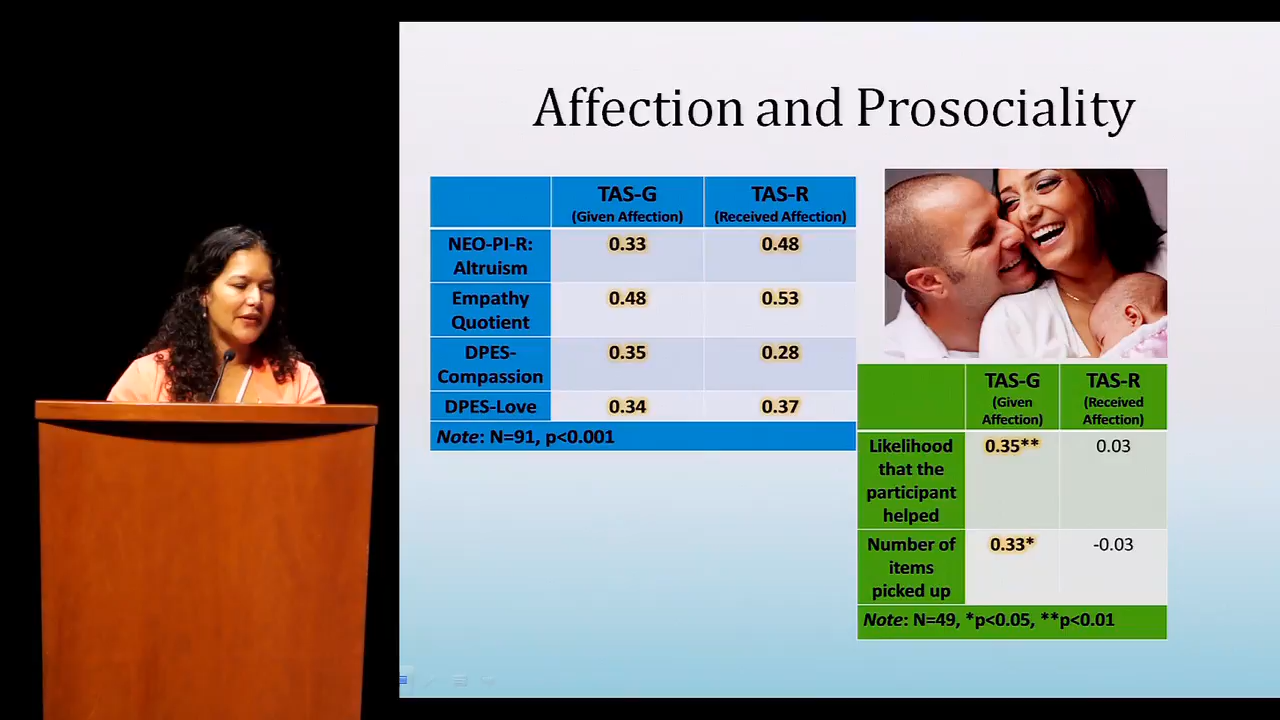 Affection and Prosociality
TAS-G
(Given Affection)
TAS-R
(Received Affection)
NEO-PI-R:
Altruism
0.33
0.48
Empathy
Quotient
0.48
0.53
DPES-
Compassion
0.35
0.28
DPES-Love
0.34
0.37
Note: N=91, p<0.001
TAS-G
(Given
Affection)
TAS-R
(Received
Affection)
Likelihood
that the
participant
helped
0.35**
0.03
Number of
items
picked up
0.33*
-0.03
Note: N=49, *p<0.05, **p<0.01